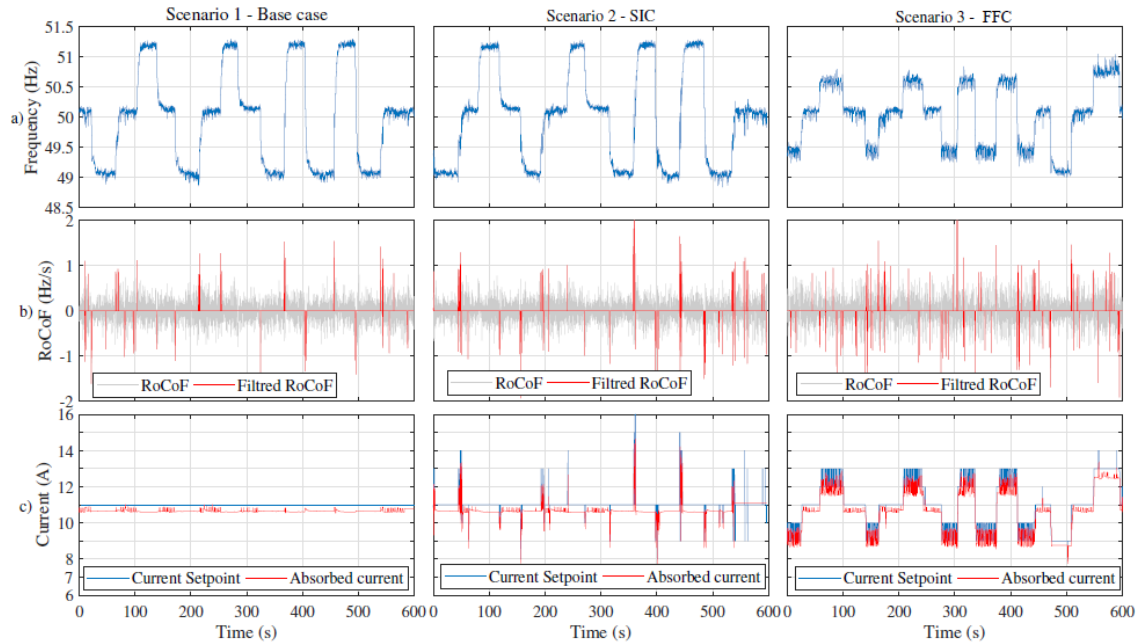 Scenario 1 - Base case
Scenario 2 - SIC
Scenario 3 - FFC
a)
Frequency (Hz)
51.5
51
50.5
50
49.5
49
48.5
b)
RoCoF (Hz/s)
2
1
0
-1
-2
RoCoF
Filtred RoCoF
RoCoF
Filtred RoCoF
RoCoF
Filtred RoCoF
c)
Current (A)
16
14
12
11
10
9
8
7
6
Current Setpoint
Absorbed current
Current Setpoint
Absorbed current
Current Setpoint
Absorbed current
0 100 200 300 400 500 600
0 100 200 300 400 500 600
0 100 200 300 400 500 600
Time (s)
Time (s)
Time (s)